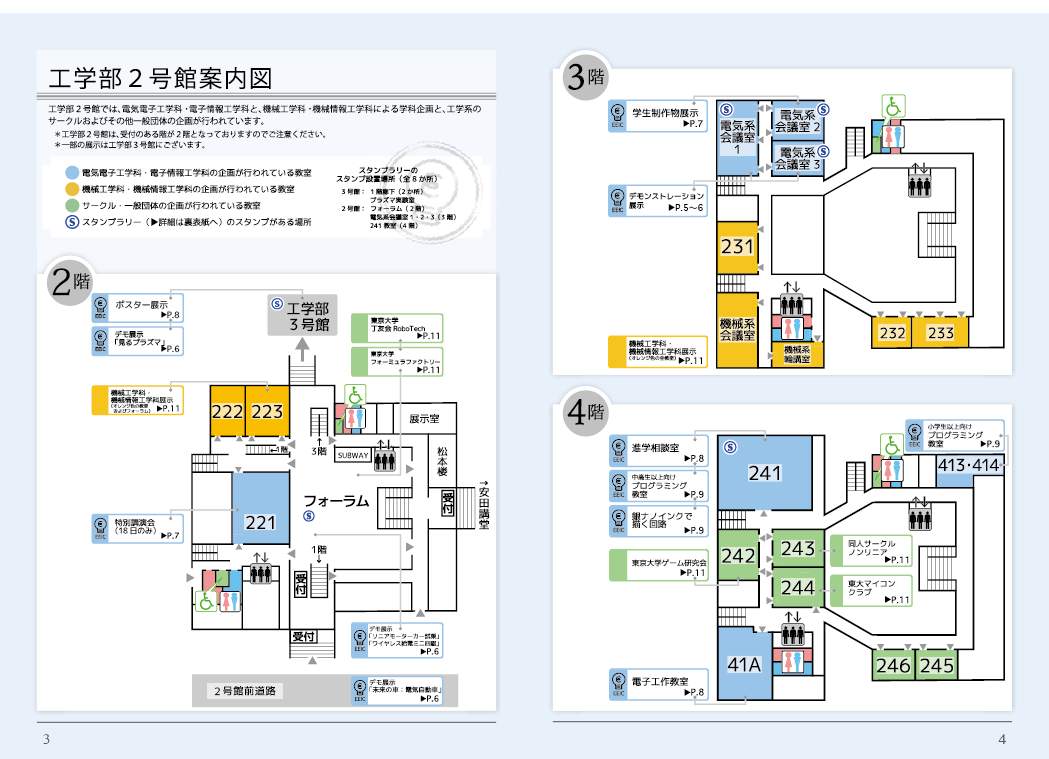 工学部２号館案内図
工学部２号館では、電気電子工学科・電子情報工学科と、機械工学科・機械情報工学科による学科企画と、工学系の
サークルおよびその他一般団体の企画が行われています。
＊工学部２号館は、受付のある階が２階となっておりますのでご注意ください。
＊一部の展示は工学部３号館にございます。
電気電子工学科・電子情報工学科の企画が行われている教室
機械工学科・機械情報工学科の企画が行われている教室
サークル・一般団体の企画が行われている教室
Ⓢ スタンプラリー（▶詳細は裏表紙へ）のスタンプがある場所
スタンプラリーの
スタンプ設置場所（全８か所）
３号館： １階廊下（２か所）
プラズマ実験室
２号館： フォーラム（２階）
電気系会議室１・２・３（３階）
241教室（４階）
2階
EEIC
ポスター展示
▶P.8
EEIC
デモ展示
「見るプラズマ」
▶P.6
機械工学科・
機械情報工学科展示
（オレンジ色の教室
およびフォーラム）
▶P.11
EEIC
特別講演会
（18日のみ）
▶P.7
Ⓢ 工学部
３号館
東京大学
丁友会 RoboTech
▶P.11
東京大学
フォーミュラファクトリー
▶P.11
222
223
221
←1階
↑
3階
SUBWAY
展示室
松本楼
フォーラム
Ⓢ
1階
↓
受付
受付
受付
→安田講堂
EEIC
デモ展示
「リニアモーターカー試乗」
「ワイヤレス給電ミニ四駆」
▶P.6
EEIC
デモ展示
「未来の車：電気自動車」
▶P.6
２号館前道路
3
3階
EEIC
学生制作物展示
▶P.7
EEIC
デモンストレーション
展示
▶P.5～6
機械工学科・
機械情報工学科展示
（オレンジ色の全教室）
▶P.11
Ⓢ
電気系
会議室
1
電気系
会議室 2
Ⓢ
電気系
会議室 3
Ⓢ
231
機械系
会議室
機械系
輪講室
232
233
4階
EEIC
進学相談室
▶P.8
EEIC
中高生以上向け
プログラミング
教室
▶P.9
EEIC
銀ナノインクで
描く回路
▶P.9
東京大学ゲーム研究会
▶P.11
EEIC
電子工作教室
▶P.8
EEIC
小学生以上向け
プログラミング
教室
▶P.9
Ⓢ
241
413・414
242
243
244
同人サークル
ノンリニア
▶P.11
東大マイコン
クラブ
▶P.11
41A
246
245
4